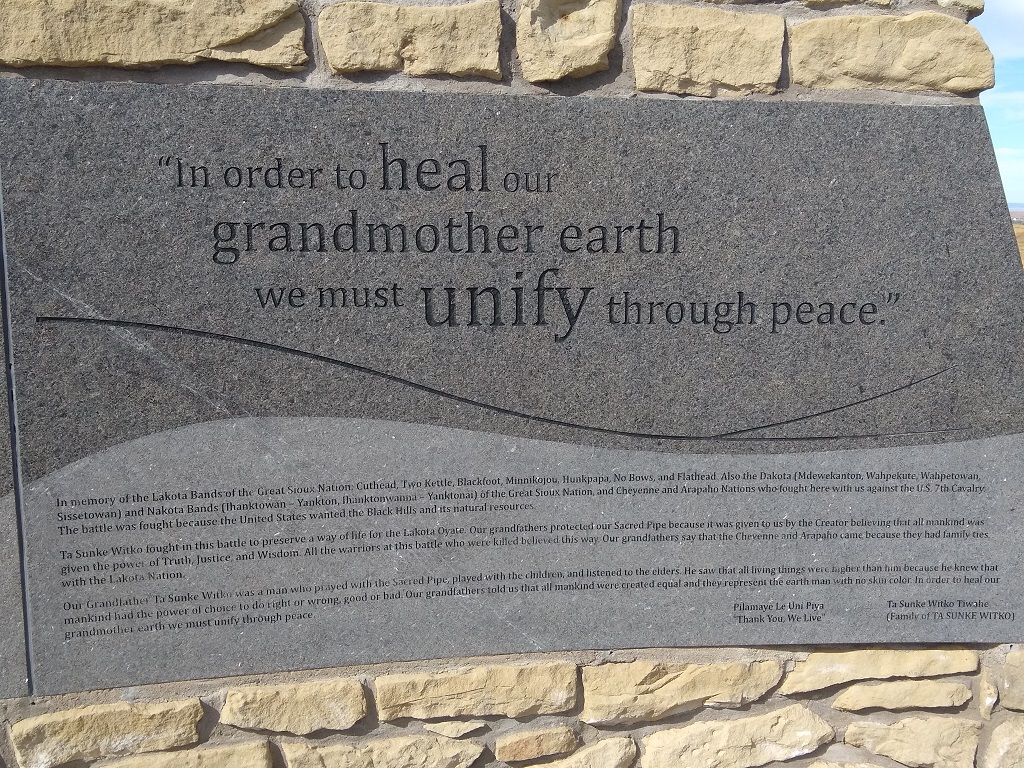 “In order to heal our
grandmother earth
we must unify through peace.”
In memory of the Lakota Bands of the Great Sioux Nation: Cuthead, Two Kettle, Blackfoot, Minnikojou, Hunkpapa, No Bows, and Flathead. Also the Dakota (Mdewekanton, Wahpekute, Wahpetowan,
Sissetowan) and Nakota Bands (Ihanktowan – Yankton, Ihanktonwanna – Yanktonai) of the Great Sioux Nation, and Cheyenne and Arapaho Nations who fought here with us against the U.S. 7th Cavalry.
The battle was fought because the United States wanted the Black Hills and its natural resources.
Ta Sunke Witko fought in this battle to preserve a way of life for the Lakota Oyate. Our grandfathers protected our Sacred Pipe because it was given to us by the Creator believing that all mankind was
given the power of Truth, Justice, and Wisdom. All the warriors at this battle who were killed believed this way. Our grandfathers say that the Cheyenne and Arapaho came because they had family ties
with the Lakota Nation.
Our Grandfather Ta Sunke Witko was a man who prayed with the Sacred Pipe, played with the children, and listened to the elders. He saw that all living things were higher than him because he knew that
mankind had the power of choice to do right or wrong, good or bad. Our grandfathers told us that all mankind were created equal and they represent the earth man with no skin color. In order to heal our
grandmother earth we must unify through peace.
Pilamaye Le Uni Piya
"Thank You, We Live"
Ta Sunke Witko Tiwahe
(Family of TA SUNKE WITKO)